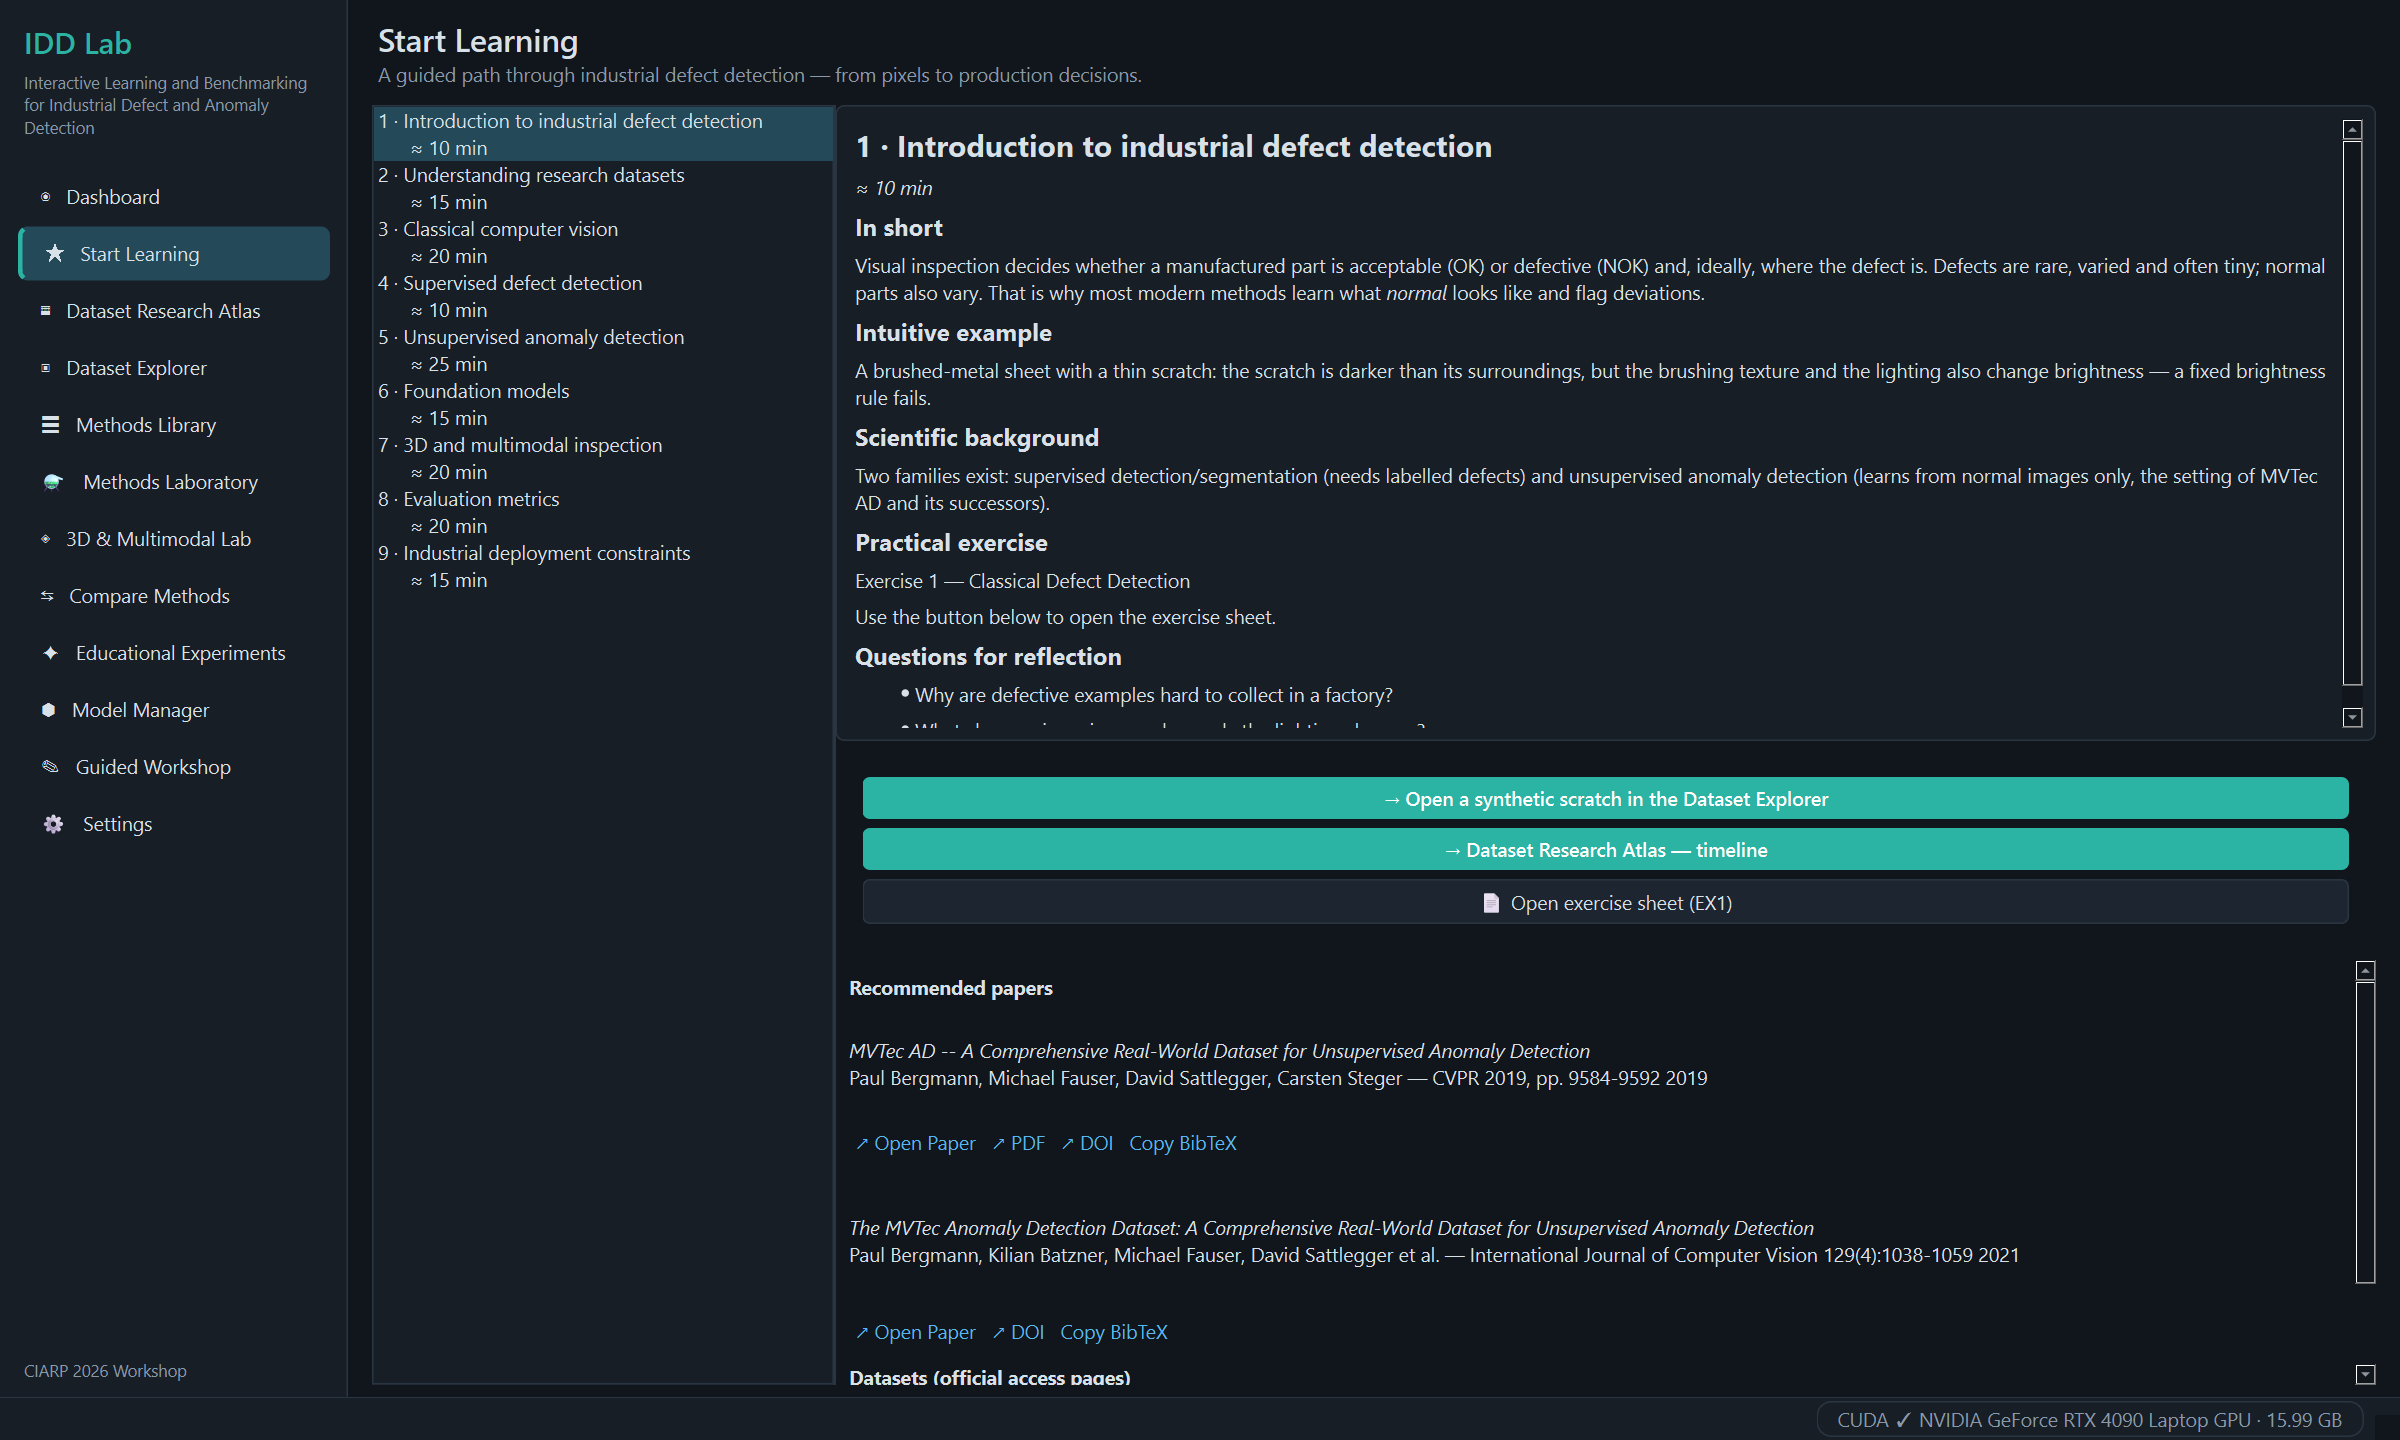 IDD Lab
Interactive Learning and Benchmarking
for Industrial Defect and Anomaly
Detection
Dashboard
Start Learning
Dataset Research Atlas
Dataset Explorer
Methods Library
Methods Laboratory
3D & Multimodal Lab
Compare Methods
Educational Experiments
Model Manager
Guided Workshop
Settings
CIARP 2026 Workshop
Start Learning
A guided path through industrial defect detection — from pixels to production decisions.
1 · Introduction to industrial defect detection
≈ 10 min
2 · Understanding research datasets
≈ 15 min
3 · Classical computer vision
≈ 20 min
4 · Supervised defect detection
≈ 10 min
5 · Unsupervised anomaly detection
≈ 25 min
6 · Foundation models
≈ 15 min
7 · 3D and multimodal inspection
≈ 20 min
8 · Evaluation metrics
≈ 20 min
9 · Industrial deployment constraints
≈ 15 min
1 · Introduction to industrial defect detection
≈ 10 min
In short
Visual inspection decides whether a manufactured part is acceptable (OK) or defective (NOK) and, ideally, where the defect is. Defects are rare, varied and often tiny; normal
parts also vary. That is why most modern methods learn what normal looks like and flag deviations.
Intuitive example
A brushed-metal sheet with a thin scratch: the scratch is darker than its surroundings, but the brushing texture and the lighting also change brightness — a fixed brightness
rule fails.
Scientific background
Two families exist: supervised detection/segmentation (needs labelled defects) and unsupervised anomaly detection (learns from normal images only, the setting of MVTec
AD and its successors).
Practical exercise
Exercise 1 — Classical Defect Detection
Use the button below to open the exercise sheet.
Questions for reflection
• Why are defective examples hard to collect in a factory?
→ Open a synthetic scratch in the Dataset Explorer
→ Dataset Research Atlas — timeline
Open exercise sheet (EX1)
Recommended papers
MVTec AD -- A Comprehensive Real-World Dataset for Unsupervised Anomaly Detection
Paul Bergmann, Michael Fauser, David Sattlegger, Carsten Steger — CVPR 2019, pp. 9584-9592 2019
↗ Open Paper ↗ PDF ↗ DOI Copy BibTeX
The MVTec Anomaly Detection Dataset: A Comprehensive Real-World Dataset for Unsupervised Anomaly Detection
Paul Bergmann, Kilian Batzner, Michael Fauser, David Sattlegger et al. — International Journal of Computer Vision 129(4):1038-1059 2021
↗ Open Paper ↗ DOI Copy BibTeX
Datasets (official access pages)
CUDA ✓ NVIDIA GeForce RTX 4090 Laptop GPU · 15.99 GB